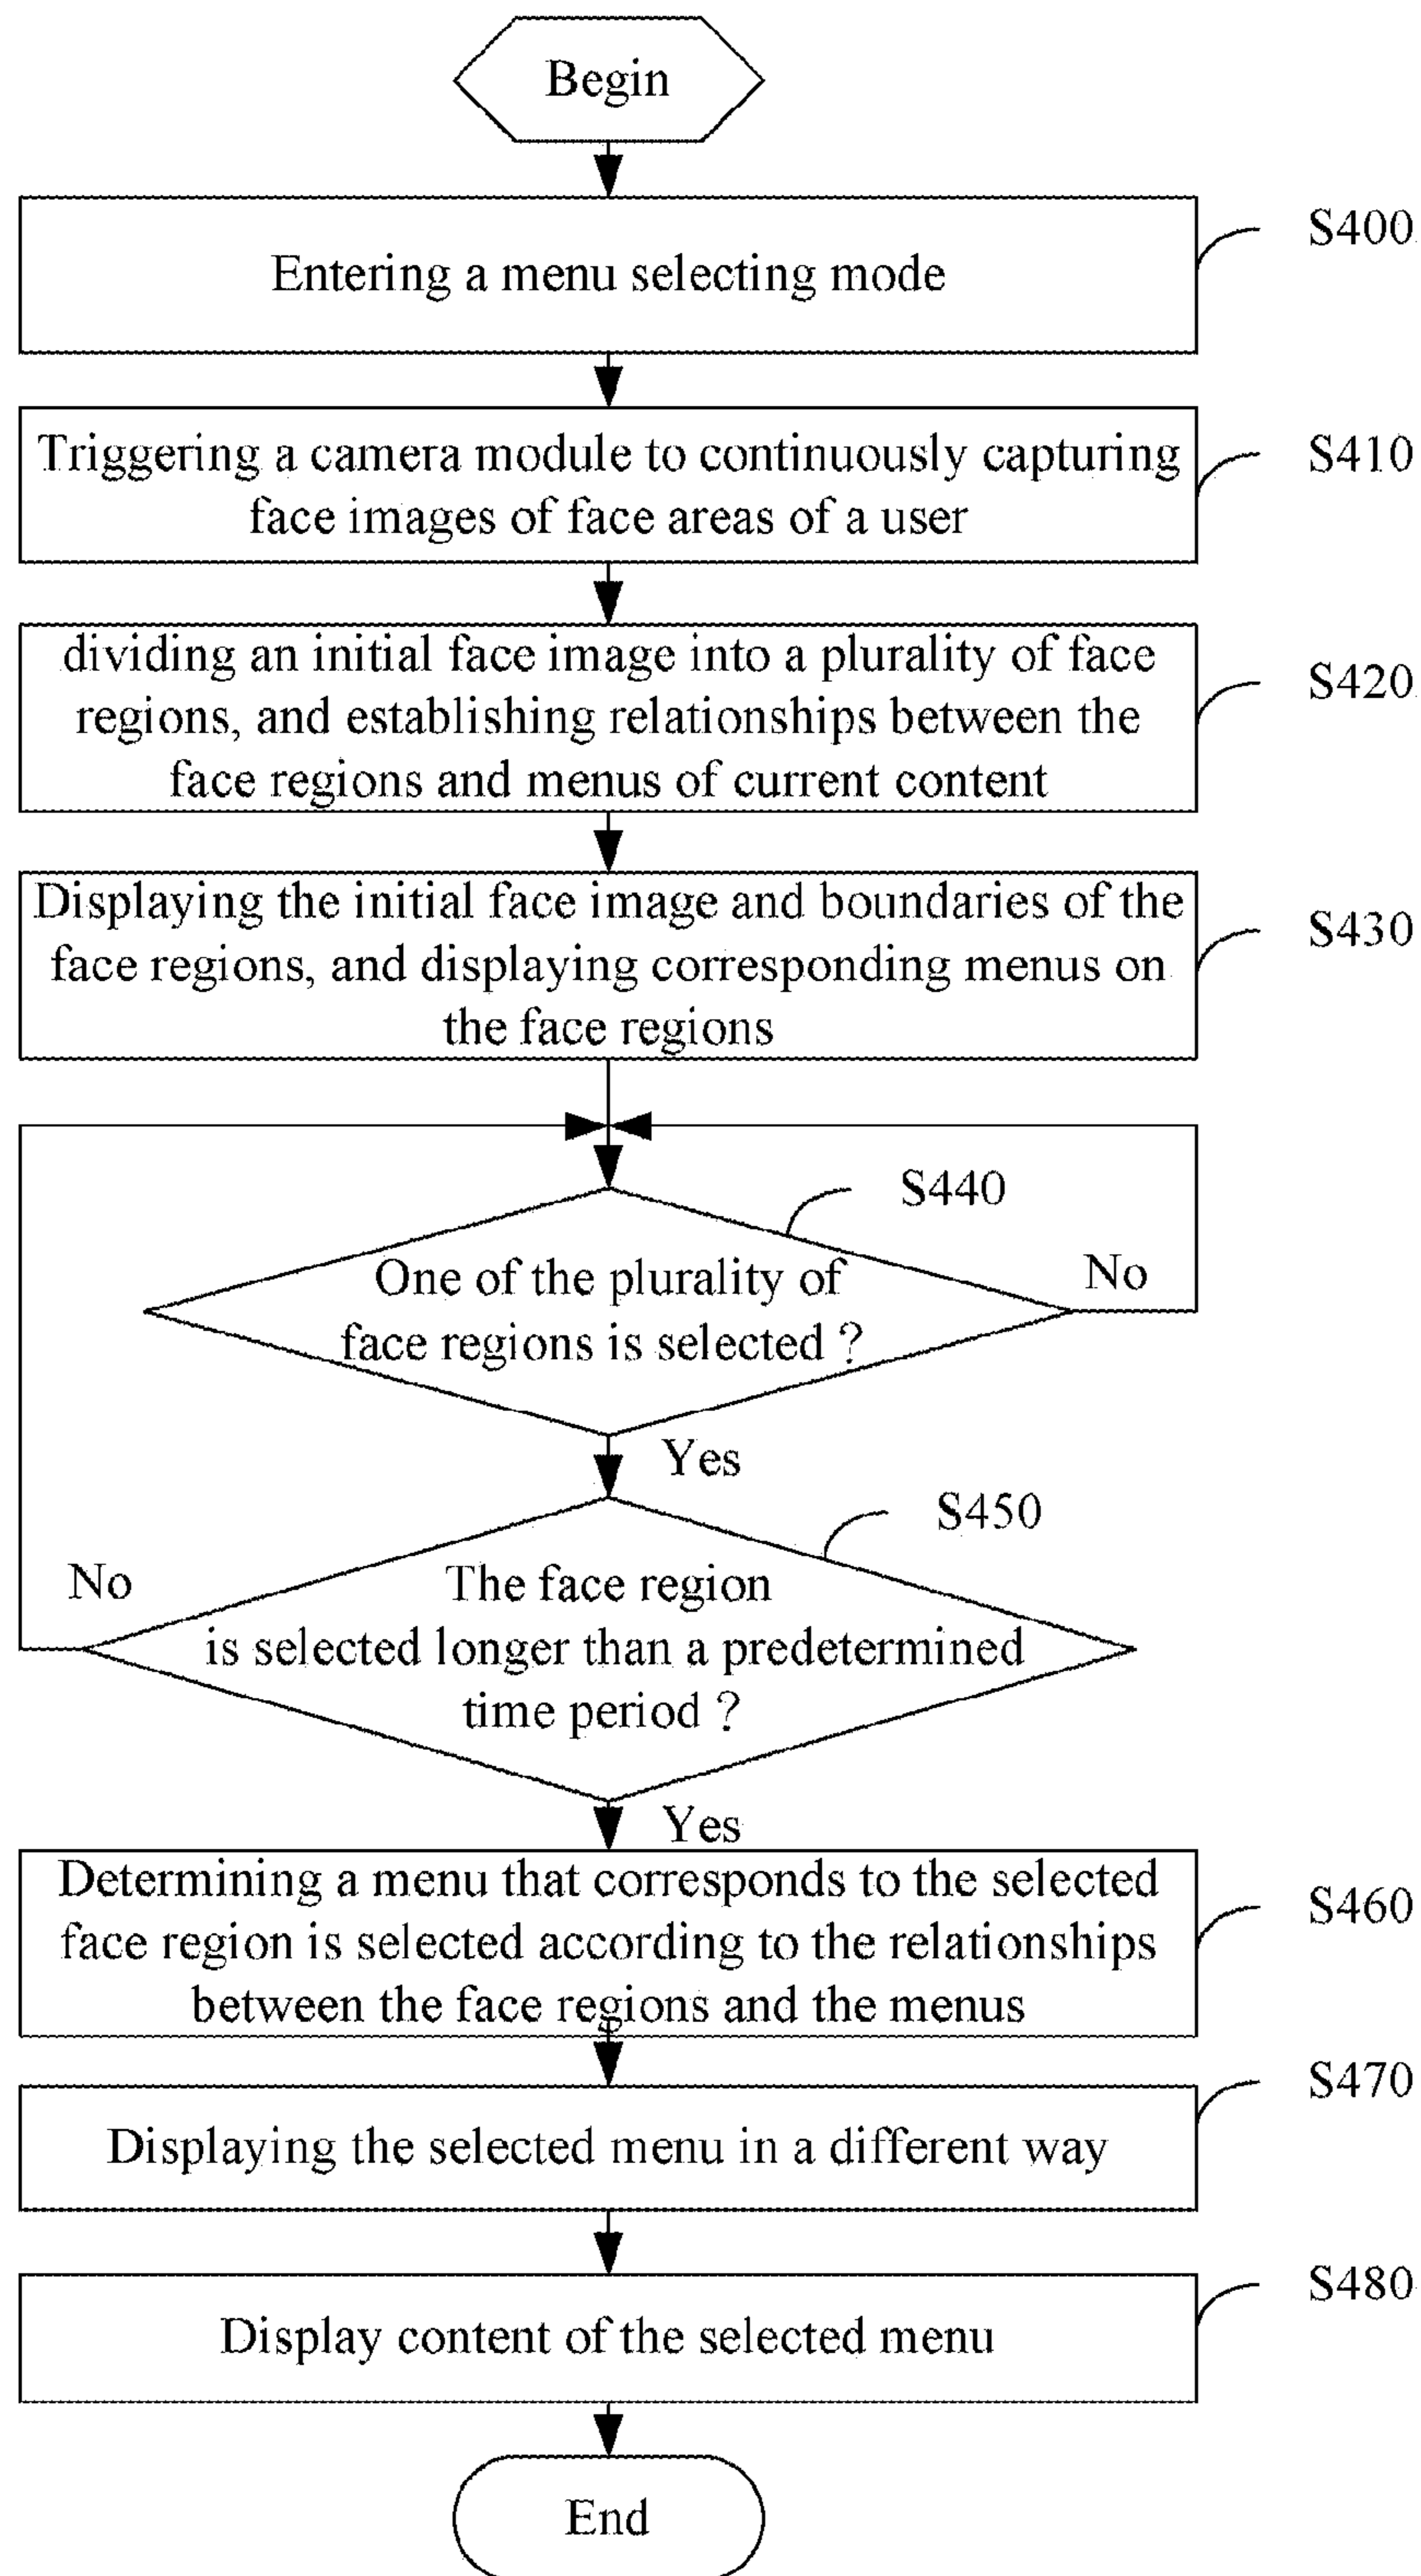 Begin
Entering a menu selecting mode
S400
Triggering a camera module to continuously capturing
face images of face areas of a user
S410
dividing an initial face image into a plurality of face
regions, and establishing relationships between the
face regions and menus of current content
S420
Displaying the initial face image and boundaries of the
face regions, and displaying corresponding menus on
the face regions
S430
S440
One of the plurality of
face regions is selected ?
No
Yes
S450
The face region
is selected longer than a predetermined
time period ?
No
Yes
Determining a menu that corresponds to the selected
face region is selected according to the relationships
between the face regions and the menus
S460
Displaying the selected menu in a different way
S470
Display content of the selected menu
S480
End